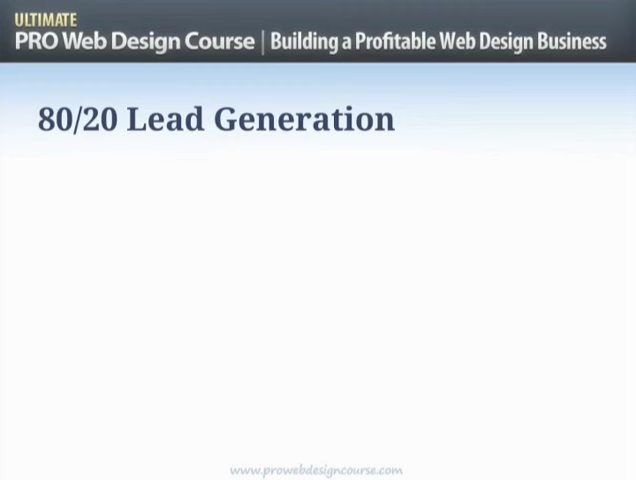 ULTIMATE
PRO Web Design Course | Building a Profitable Web Design Business
80/20 Lead Generation
www.prowebdesigncourse.com